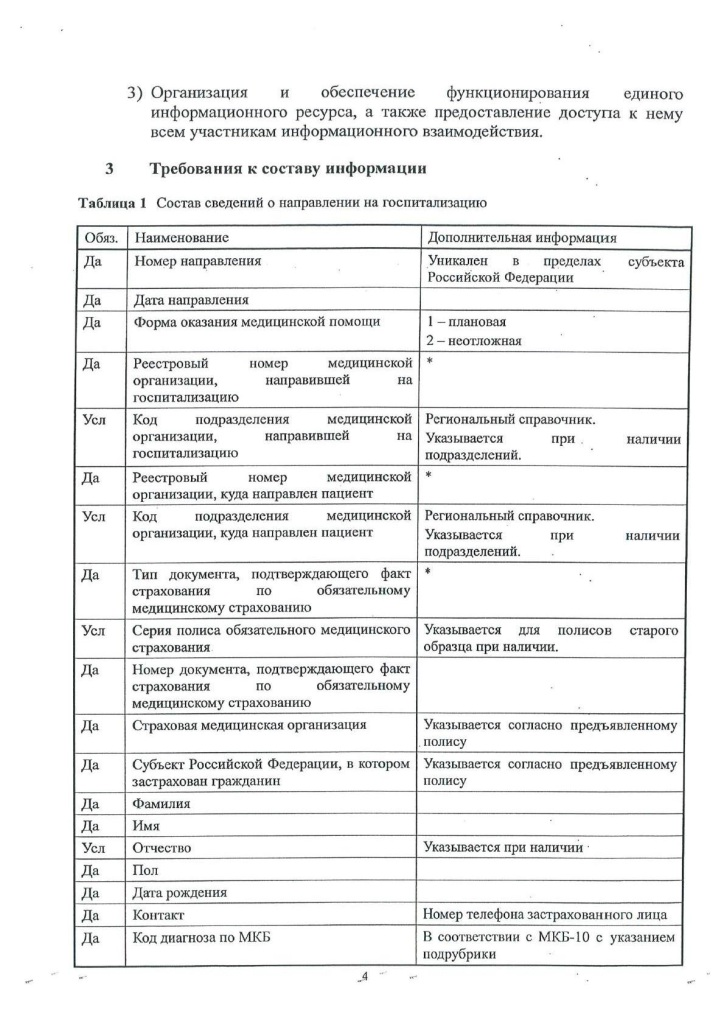 3) Организация и обеспечение функционирования единого
информационного ресурса, а также предоставление доступа к нему
всем участникам информационного взаимодействия.
3 Требования к составу информации
Таблица 1 Состав сведений о направлении на госпитализацию
Обяз. Наименование Дополнительная информация
Да Номер направления Уникален в пределах субъекта
Российской Федерации
Да Дата направления
Да Форма оказания медицинской помощи 1 – плановая
2 – неотложная
Да Реестровый номер медицинской *
организации, направившей на
госпитализацию
Усл Код подразделения медицинской Региональный справочник.
организации, направившей на Указывается при наличии
госпитализацию подразделений.
Да Реестровый номер медицинской *
организации, куда направлен пациент
Усл Код подразделения медицинской Региональный справочник.
организации, куда направлен пациент Указывается при наличии
подразделений.
Да Тип документа, подтверждающего факт *
страхования по обязательному
медицинскому страхованию
Усл Серия полиса обязательного медицинского Указывается для полисов старого
страхования образца при наличии.
Да Номер документа, подтверждающего факт
страхования по обязательному
медицинскому страхованию
Да Страховая медицинская организация Указывается согласно предъявленному
полису
Да Субъект Российской Федерации, в котором Указывается согласно предъявленному
застрахован гражданин полису
Да Фамилия
Да Имя
Усл Отчество Указывается при наличии
Да Пол
Да Дата рождения
Да Контакт Номер телефона застрахованного лица
Да Код диагноза по МКБ В соответствии с МКБ-10 с указанием
подрубрики
4